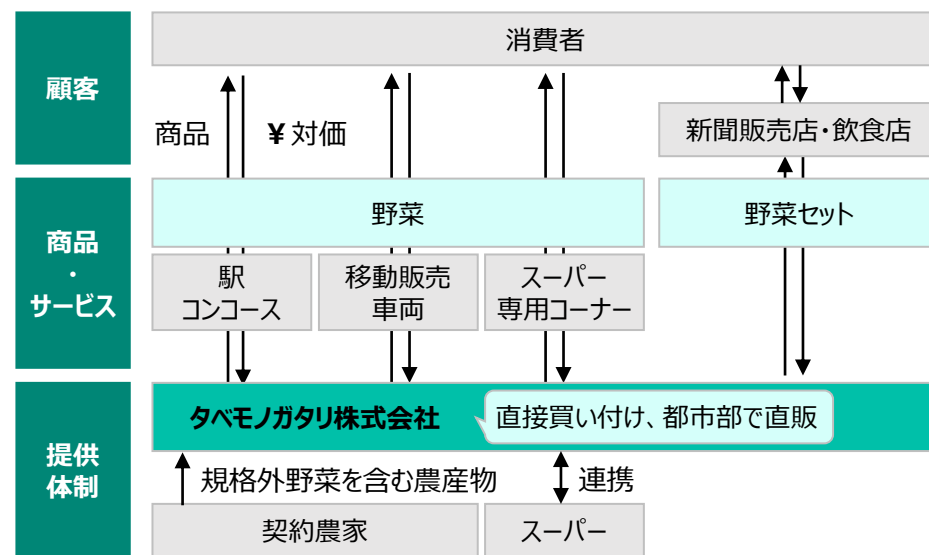 消費者
顧客
新聞販売店・飲食店
商品
¥ 対価
野菜
野菜セット
商品
・
サービス
駅
コンコース
移動販売
車両
スーパー
専用コーナー
タベモノガタリ株式会社
直接買い付け、都市部で直販
提供
体制
規格外野菜を含む農産物
連携
契約農家
スーパー